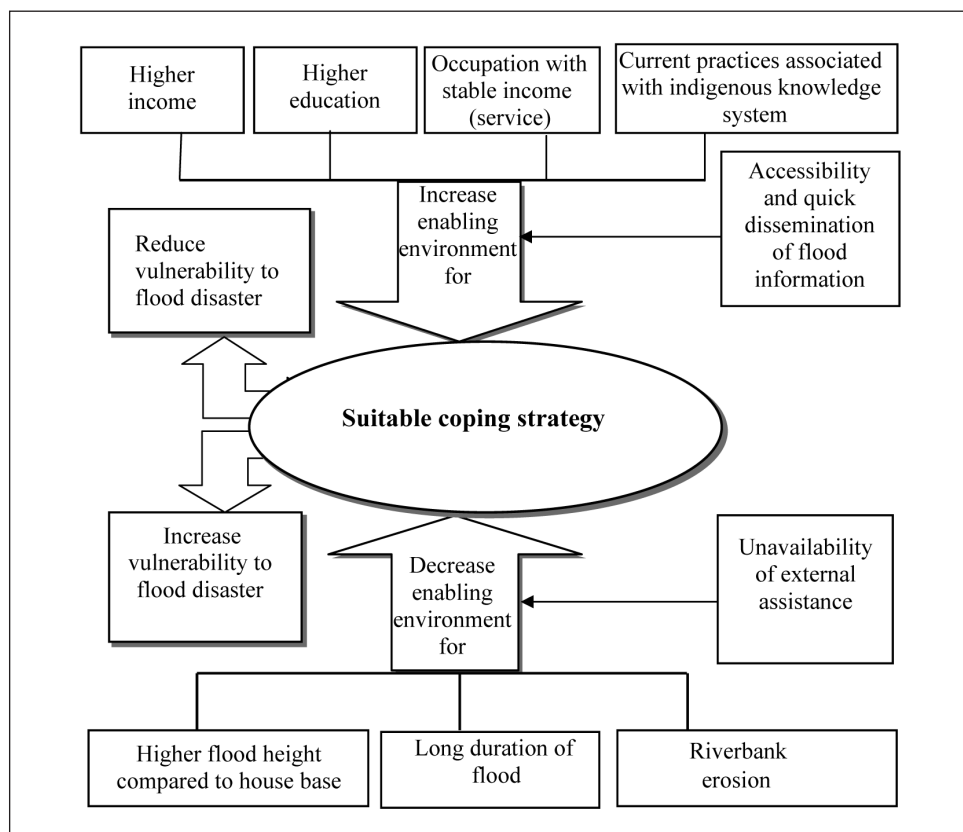 Higher
income
Higher
education
Occupation with
stable income
(service)
Current practices associated
with indigenous knowledge
system
Increase
enabling
environment
for
Accessibility
and quick
dissemination
of flood
information
Reduce
vulnerability to
flood disaster
Suitable coping strategy
Increase
vulnerability to
flood disaster
Decrease
enabling
environment
for
Unavailability
of external
assistance
Higher flood height
compared to house base
Long duration of
flood
Riverbank
erosion